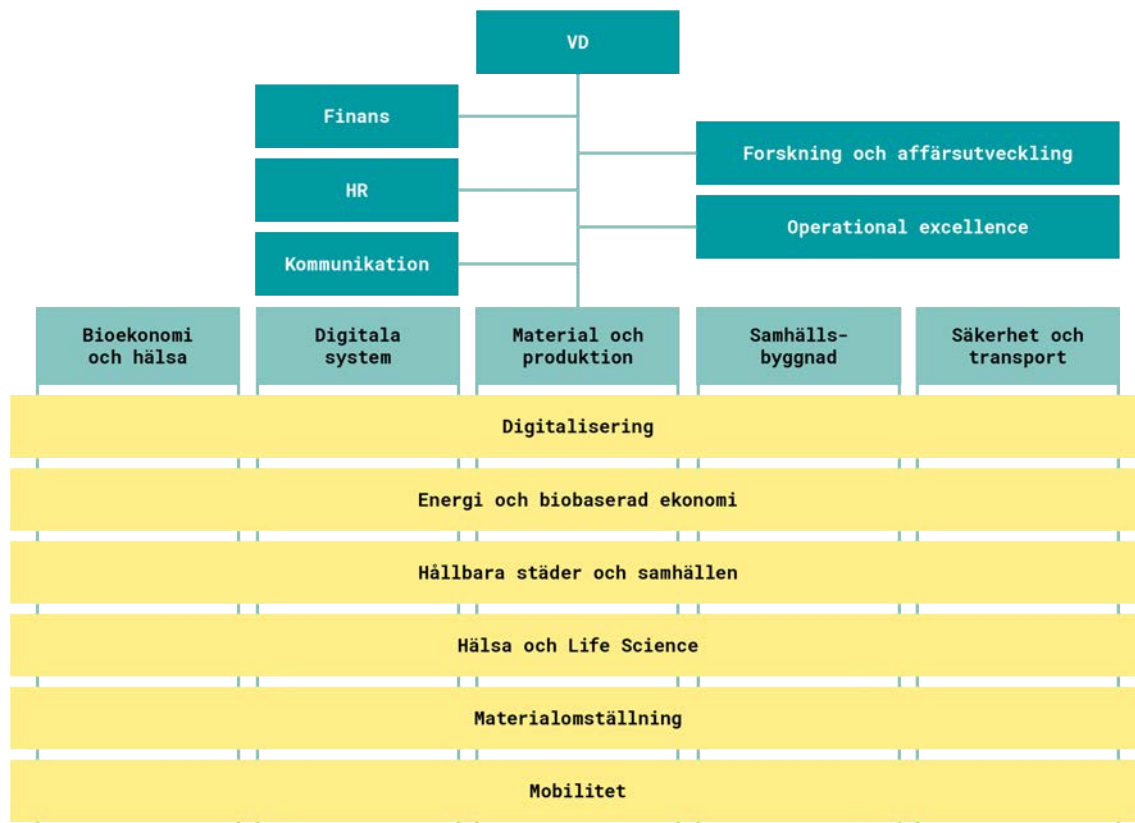 VD
Finans
Forskning och affärsutveckling
HR
Operational excellence
Kommunikation
Bioekonomi
och hälsa
Digitala
system
Material och
produktion
Samhälls-
byggnad
Säkerhet och
transport
Digitalisering
Energi och biobaserad ekonomi
Hållbara städer och samhällen
Hälsa och Life Science
Materialomställning
Mobilitet